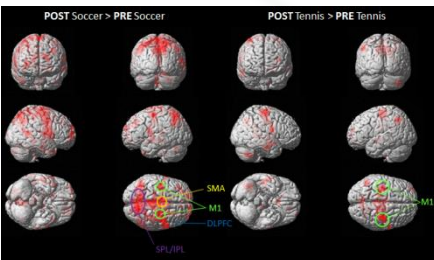 POST Soccer > PRE Soccer
POST Tennis > PRE Tennis
SMA
M1
DLPFC
SPL/IPL
M1